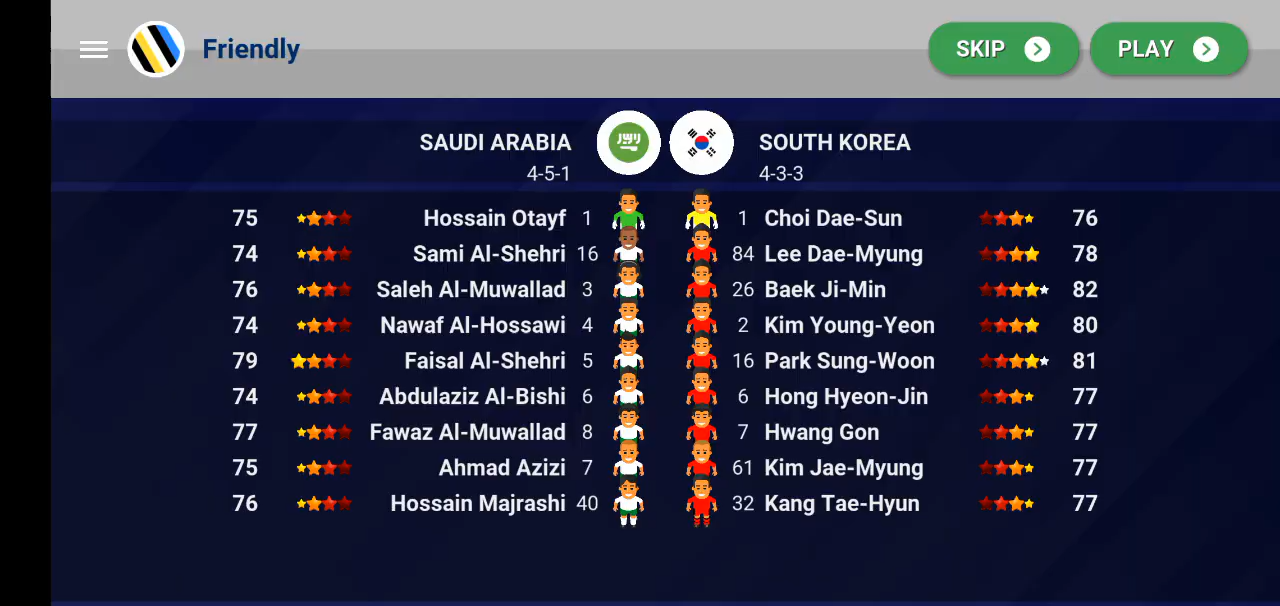 Friendly
SKIP
PLAY
SAUDI ARABIA
SOUTH KOREA
4-5-1
4-3-3
75 Hossain Otayf 1 1 Choi Dae-Sun 76
74 Sami Al-Shehri 16 84 Lee Dae-Myung 78
76 Saleh Al-Muwallad 3 26 Baek Ji-Min 82
74 Nawaf Al-Hossawi 4 2 Kim Young-Yeon 80
79 Faisal Al-Shehri 5 16 Park Sung-Woon 81
74 Abdulaziz Al-Bishi 6 6 Hong Hyeon-Jin 77
77 Fawaz Al-Muwallad 8 7 Hwang Gon 77
75 Ahmad Azizi 7 61 Kim Jae-Myung 77
76 Hossain Majrashi 40 32 Kang Tae-Hyun 77